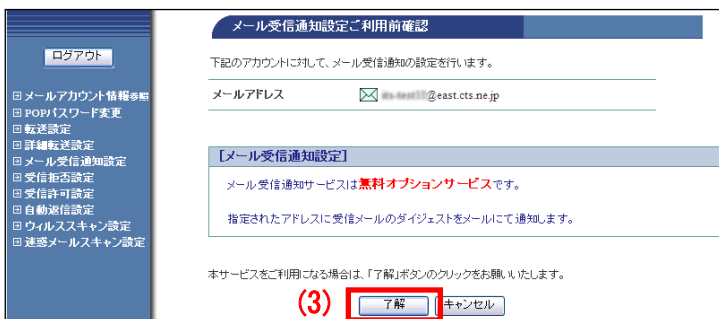 メール受信通知設定ご利用前確認
ログアウト
下記のアカウントに対して、メール受信通知の設定を行います。
メールアドレス @east.cts.ne.jp
メールアカウント情報参照
POPパスワード変更
転送設定
詳細転送設定
メール受信通知設定
受信拒否設定
受信許可設定
自動返信設定
ウィルススキャン設定
迷惑メールスキャン設定
[メール受信通知設定]
メール受信通知サービスは無料オプションサービスです。
指定されたアドレスに受信メールのダイジェストをメールにて通知します。
本サービスをご利用になる場合は、「了解」ボタンのクリックをお願いいたします。
(3) 了解 キャンセル